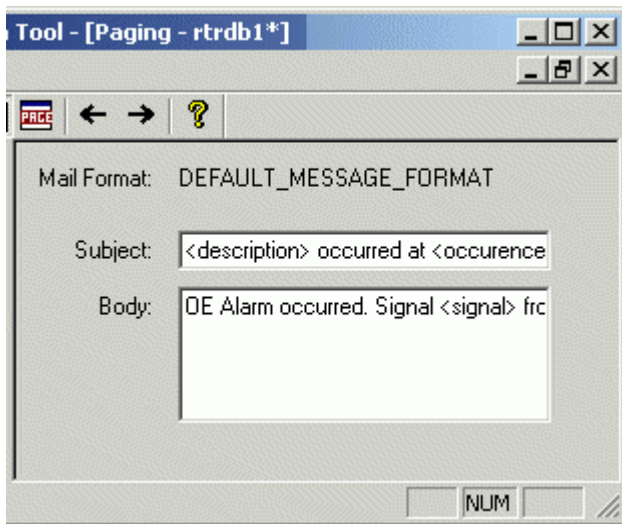 Tool - [Paging - rtrdb1*]
PAGE
Mail Format: DEFAULT_MESSAGE_FORMAT
Subject: <description> occurred at <occurence
Body: OE Alarm occurred. Signal <signal> frc
NUM